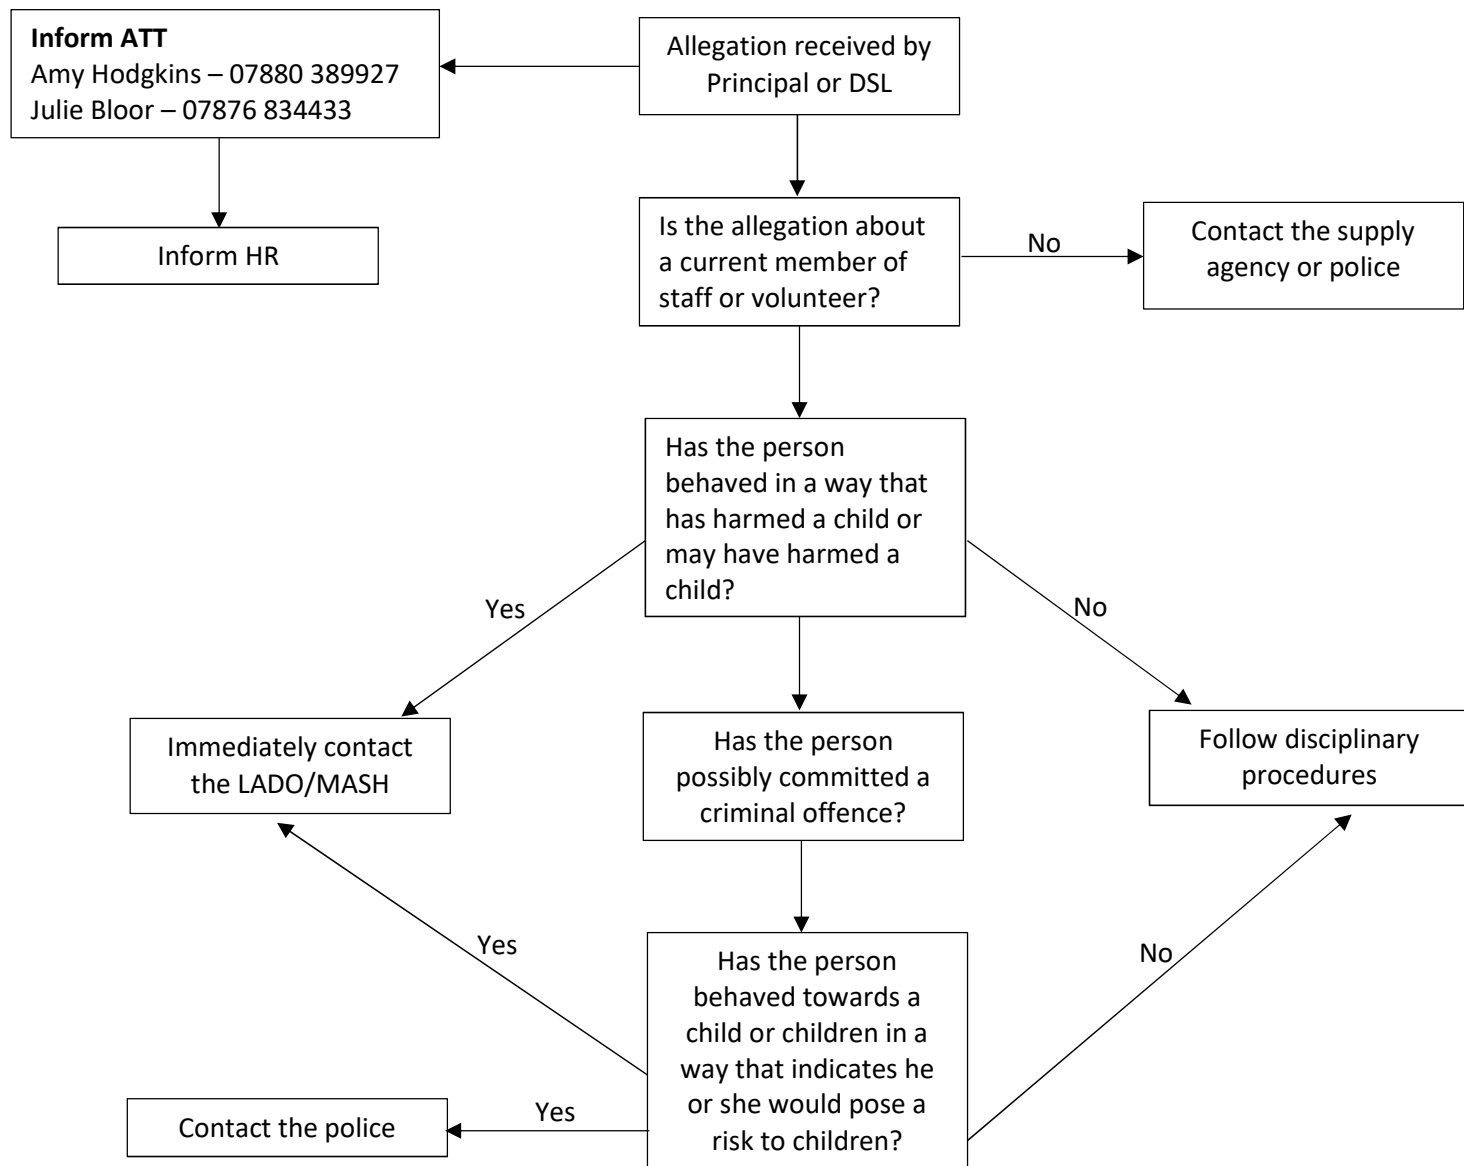 Inform ATT
Amy Hodgkins – 07880 389927
Julie Bloor – 07876 834433
Allegation received by
Principal or DSL
Inform HR
Is the allegation about
a current member of
staff or volunteer?
No
Contact the supply
agency or police
Has the person
behaved in a way that
has harmed a child or
may have harmed a
child?
Yes
No
Immediately contact
the LADO/MASH
Has the person
possibly committed a
criminal offence?
Follow disciplinary
procedures
Yes
No
Has the person
behaved towards a
child or children in a
way that indicates he
or she would pose a
risk to children?
Yes
Contact the police